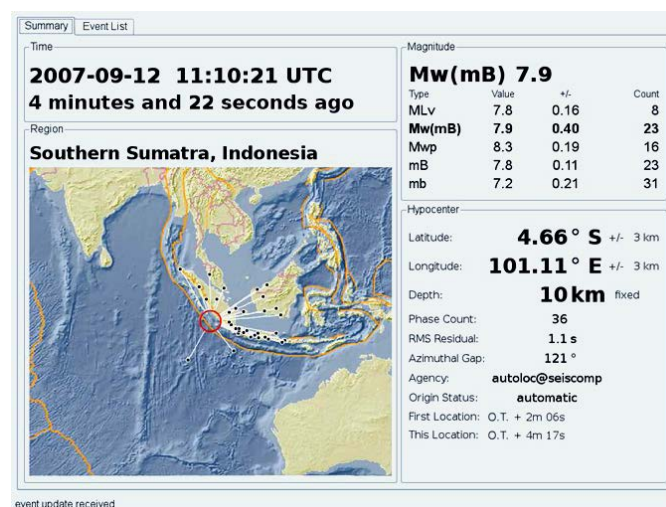 Summary Event List
Time
2007-09-12 11:10:21 UTC
4 minutes and 22 seconds ago
Region
Southern Sumatra, Indonesia
Magnitude
Mw(mB) 7.9
Type Value +/- Count
MLv 7.8 0.16 8
Mw(mB) 7.9 0.40 23
Mwp 8.3 0.19 16
mB 7.8 0.11 23
mb 7.2 0.21 31
Hypocenter
Latitude: 4.66° S +/- 3 km
Longitude: 101.11° E +/- 3 km
Depth: 10 km fixed
Phase Count: 36
RMS Residual: 1.1 s
Azimuthal Gap: 121°
Agency: autoloc@seiscomp
Origin Status: automatic
First Location: O.T. + 2m 06s
This Location: O.T. + 4m 17s
event update received